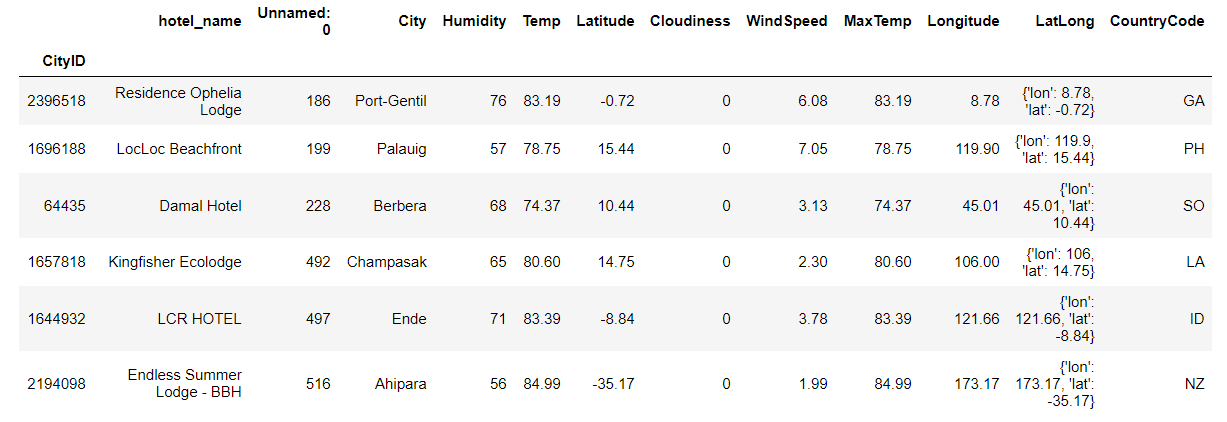 hotel_name Unnamed: 0 City Humidity Temp Latitude Cloudiness WindSpeed MaxTemp Longitude LatLong CountryCode
CityID
2396518 Residence Ophelia Lodge 186 Port-Gentil 76 83.19 -0.72 0 6.08 83.19 8.78 {'lon': 8.78, 'lat': -0.72} GA
1696188 LocLoc Beachfront 199 Palauig 57 78.75 15.44 0 7.05 78.75 119.90 {'lon': 119.9, 'lat': 15.44} PH
64435 Damal Hotel 228 Berbera 68 74.37 10.44 0 3.13 74.37 45.01 {'lon': 45.01, 'lat': 10.44} SO
1657818 Kingfisher Ecolodge 492 Champasak 65 80.60 14.75 0 2.30 80.60 106.00 {'lon': 106, 'lat': 14.75} LA
1644932 LCR HOTEL 497 Ende 71 83.39 -8.84 0 3.78 83.39 121.66 {'lon': 121.66, 'lat': -8.84} ID
2194098 Endless Summer Lodge - BBH 516 Ahipara 56 84.99 -35.17 0 1.99 84.99 173.17 {'lon': 173.17, 'lat': -35.17} NZ